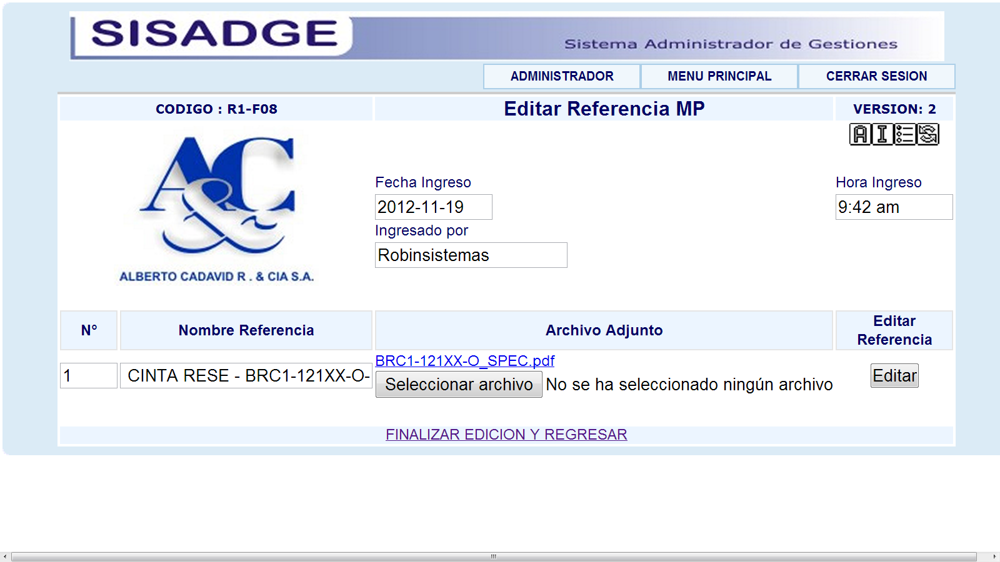 SISADGE
Sistema Administrador de Gestiones
ADMINISTRADOR MENU PRINCIPAL CERRAR SESION
CODIGO : R1-F08 Editar Referencia MP VERSION: 2
A I
A&C
Fecha Ingreso Hora Ingreso
2012-11-19 9:42 am
Ingresado por
Robinsistemas
ALBERTO CADAVID R . & CIA S.A.
N° Nombre Referencia Archivo Adjunto Editar Referencia
BRC1-121XX-O_SPEC.pdf
1 CINTA RESE - BRC1-121XX-O- Seleccionar archivo No se ha seleccionado ningún archivo Editar
FINALIZAR EDICION Y REGRESAR